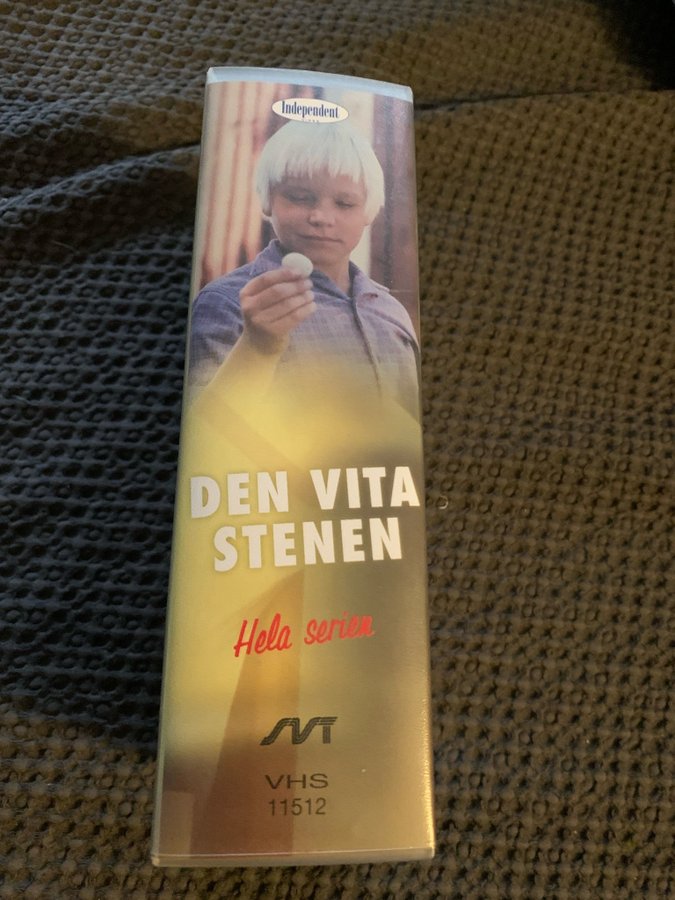 Independent
DEN VITA
STENEN
Hela serien
SVT
VHS
11512